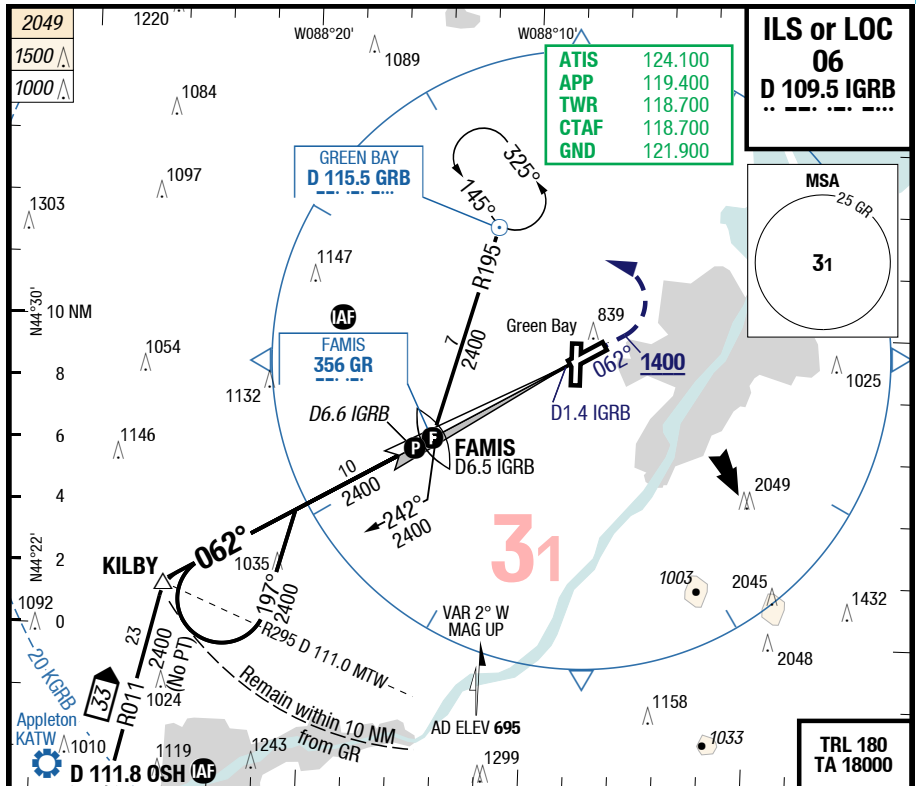 2049
1500
1000
1220
W088°20'
W088°10'
1089
1084
1097
1303
ATIS 124.100
APP 119.400
TWR 118.700
CTAF 118.700
GND 121.900
ILS or LOC
06
D 109.5 IGRB
MSA
25 GR
31
GREEN BAY
D 115.5 GRB
325°
145°
R195
1147
N44°30'
10 NM
IAF
FAMIS
356 GR
7
2400
Green Bay
839
062°
1400
1054
8
1132
1025
D1.4 IGRB
D6.6 IGRB
P
F
FAMIS
D6.5 IGRB
6
1146
10
2400
242°
2400
4
2049
31
062°
N44°22'
2
KILBY
1035
197°
2400
1003
2045
1432
1092
0
23
2400
(No PT)
R295 D 111.0 MTW
VAR 2° W
MAG UP
2048
20 KGRB
33
R011
1024
Remain within 10 NM
from GR
1158
AD ELEV 695
Appleton
KATW
1010
1119
1243
1033
D 111.8 OSH
IAF
1299
TRL 180
TA 18000